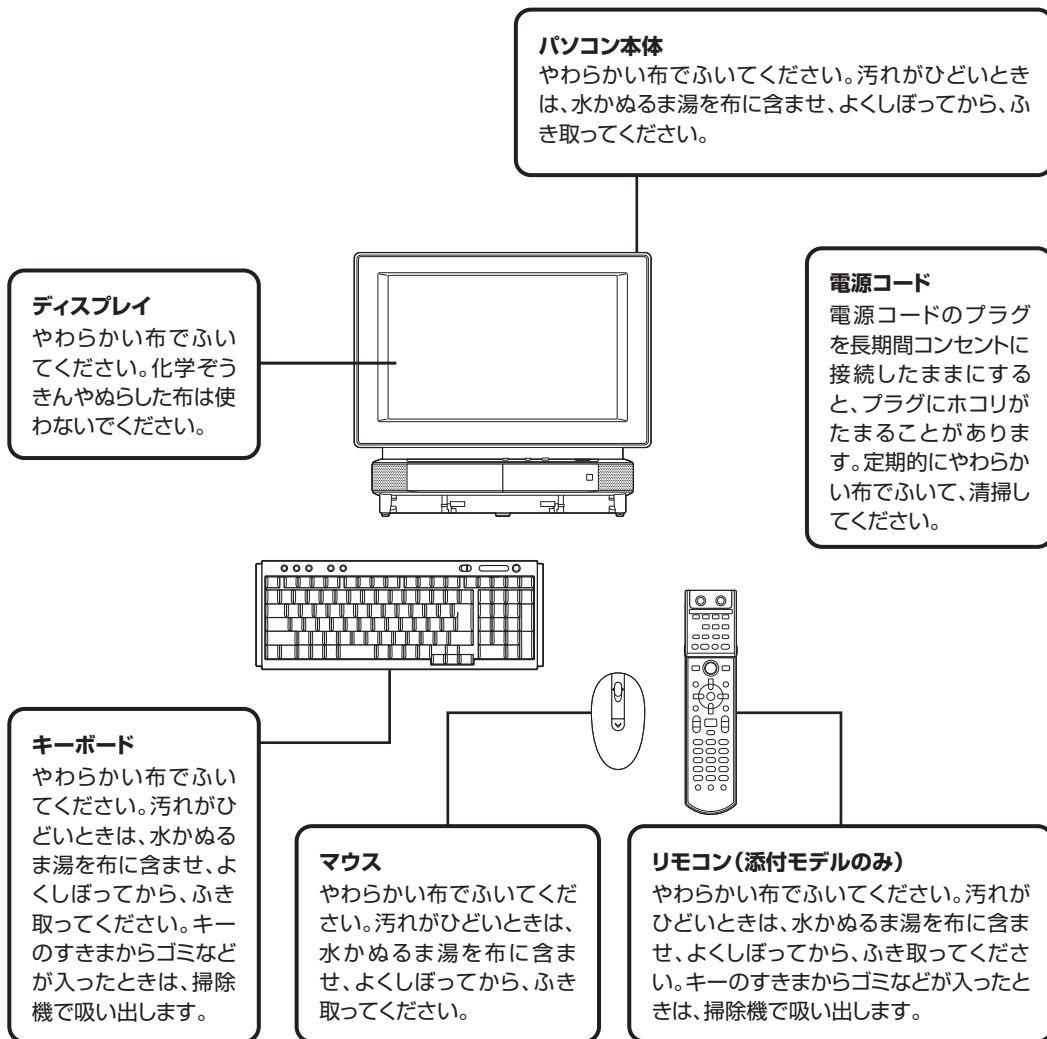 パソコン本体
やわらかい布でふいてください。汚れがひどいとき
は、水かぬるま湯を布に含ませ、よくしぼってから、ふ
き取ってください。
ディスプレイ
やわらかい布でふい
てください。化学ぞう
きんやぬらした布は使
わないでください。
電源コード
電源コードのプラグ
を長期間コンセントに
接続したままにする
と、プラグにホコリが
たまることがありま
す。定期的にやわらか
い布でふいて、清掃し
てください。
キーボード
やわらかい布でふい
てください。汚れがひ
どいときは、水かぬる
ま湯を布に含ませ、よ
くしぼってから、ふき
取ってください。キー
のすきまからゴミなど
が入ったときは、掃除
機で吸い出します。
マウス
やわらかい布でふいてくだ
さい。汚れがひどいときは、
水かぬるま湯を布に含ま
せ、よくしぼってから、ふき
取ってください。
リモコン（添付モデルのみ）
やわらかい布でふいてください。汚れが
ひどいときは、水かぬるま湯を布に含ま
せ、よくしぼってから、ふき取ってくださ
い。キーのすきまからゴミなどが入ったと
きは、掃除機で吸い出します。